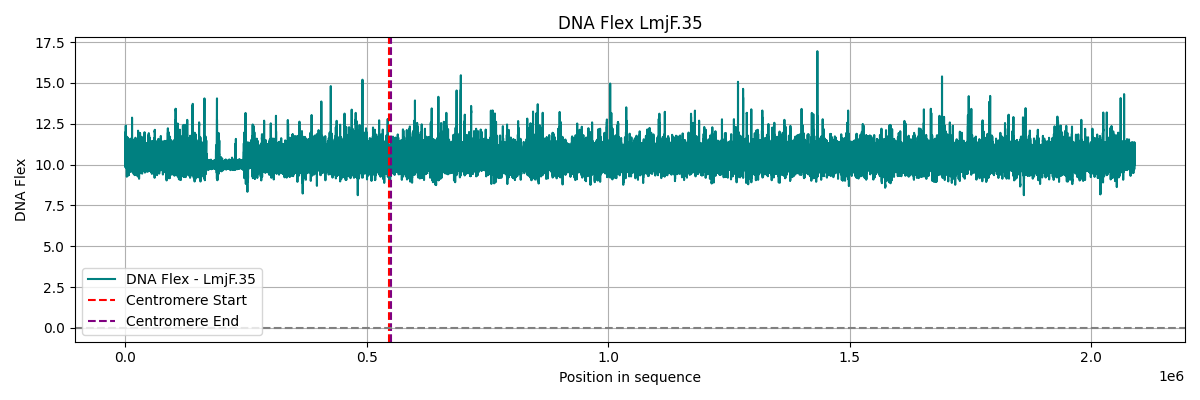 DNA Flex LmjF.35
17.5
15.0
12.5
10.0
7.5
5.0
2.5
0.0
DNA Flex
DNA Flex - LmjF.35
Centromere Start
Centromere End
0.0 0.5 1.0 1.5 2.0
1e6
Position in sequence